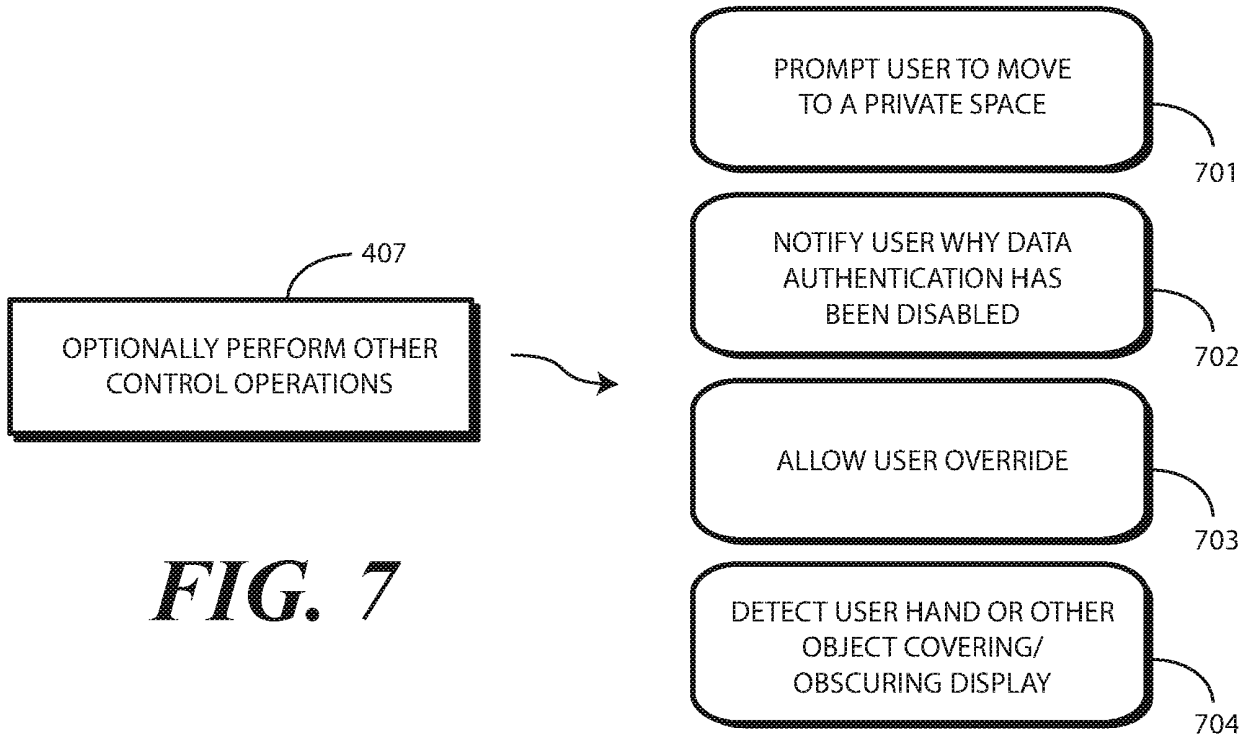 OPTIONALLY PERFORM OTHER
CONTROL OPERATIONS
407
FIG. 7
PROMPT USER TO MOVE
TO A PRIVATE SPACE
701
NOTIFY USER WHY DATA
AUTHENTICATION HAS
BEEN DISABLED
702
ALLOW USER OVERRIDE
703
DETECT USER HAND OR OTHER
OBJECT COVERING/
OBSCURING DISPLAY
704